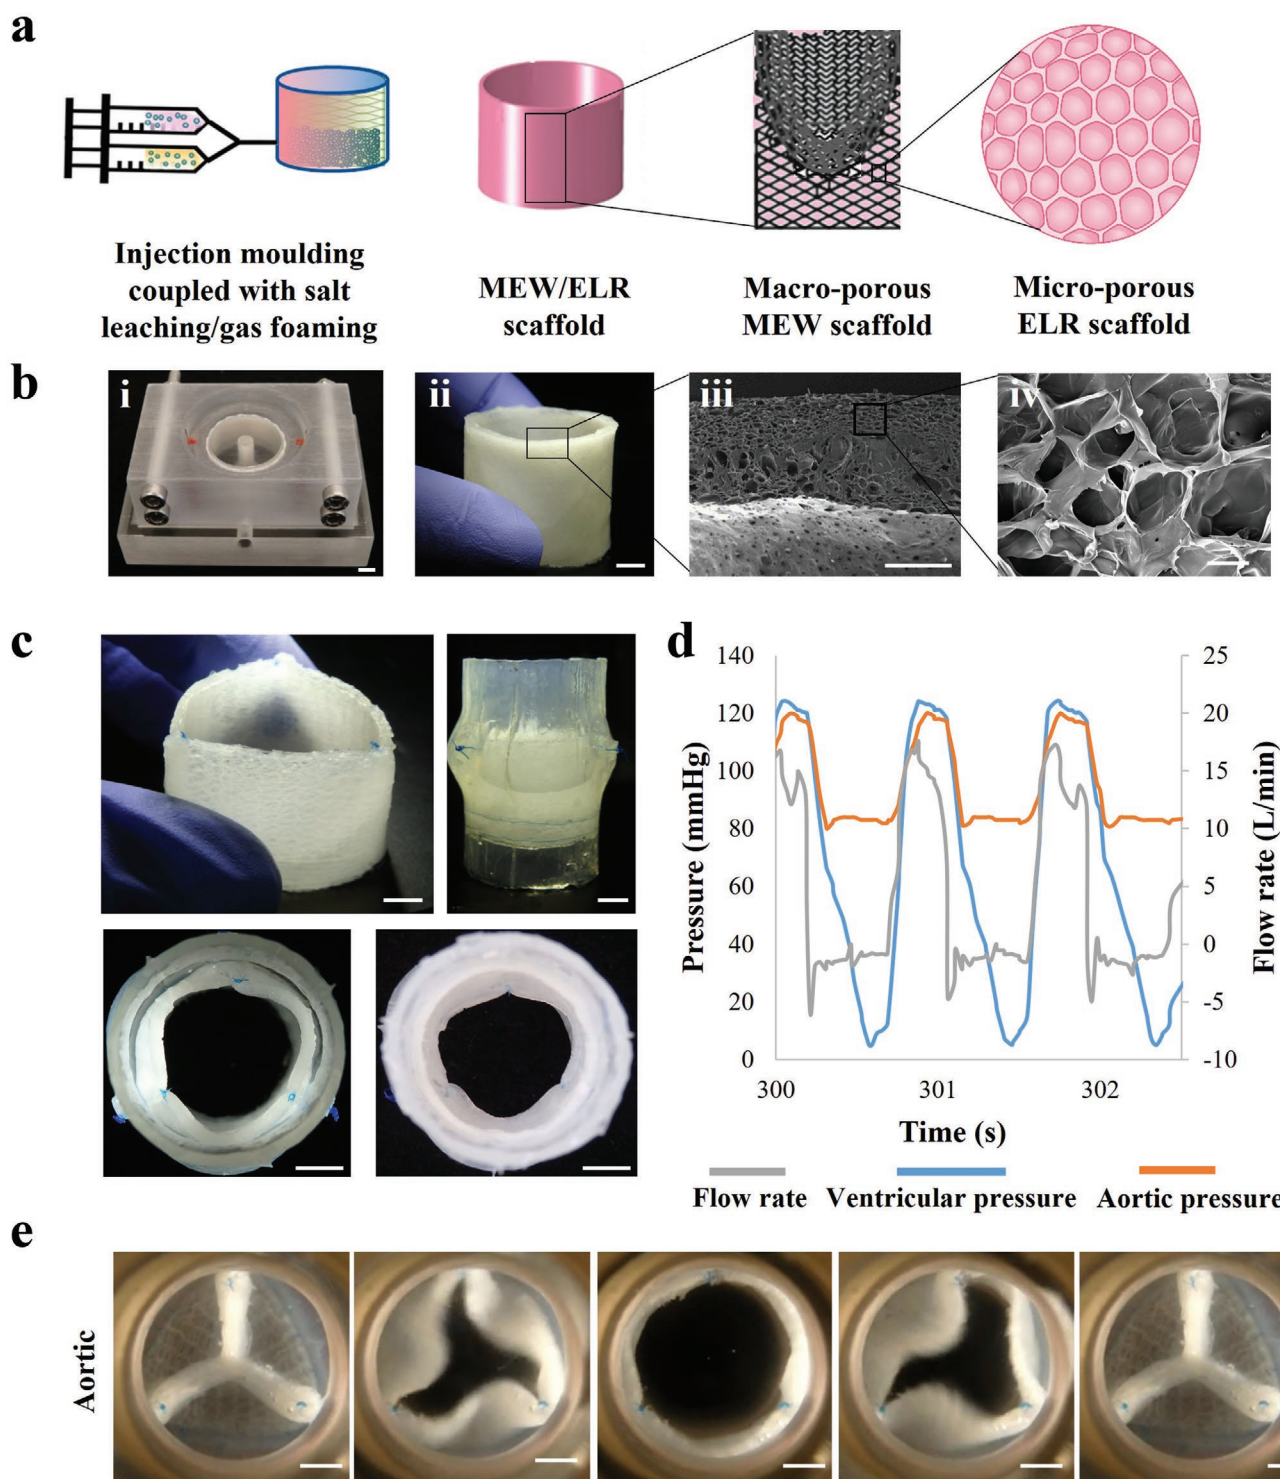 a
Injection moulding
coupled with salt
leaching/gas foaming
MEW/ELR
scaffold
Macro-porous
MEW scaffold
Micro-porous
ELR scaffold
b
i
ii
iii
iv
c
d
140
120
100
80
60
40
20
0
Pressure (mmHg)
25
20
15
10
5
0
-5
-10
Flow rate (L/min)
300
301
302
Time (s)
Flow rate
Ventricular pressure
Aortic pressure
e
Aortic